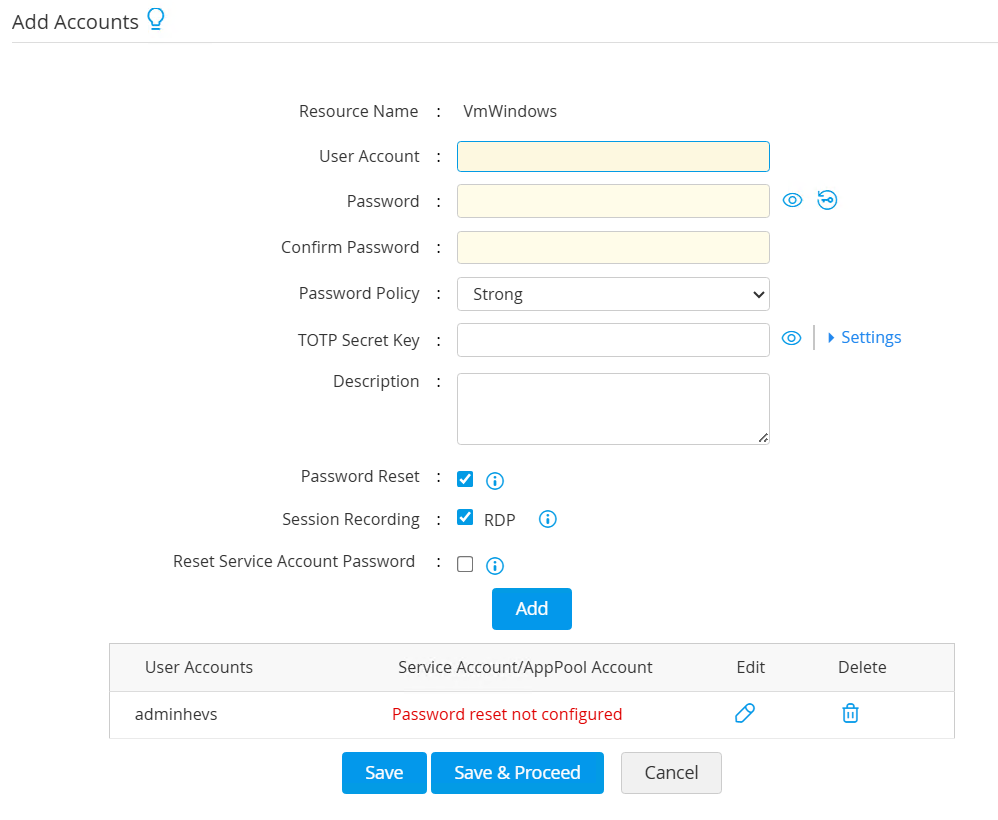 Add Accounts
Resource Name : VmWindows
User Account :
Password :
Confirm Password :
Password Policy : Strong
TOTP Secret Key : Settings
Description :
Password Reset :
Session Recording : RDP
Reset Service Account Password :
Add
User Accounts Service Account/AppPool Account Edit Delete
adminhevs Password reset not configured
Save Save & Proceed Cancel